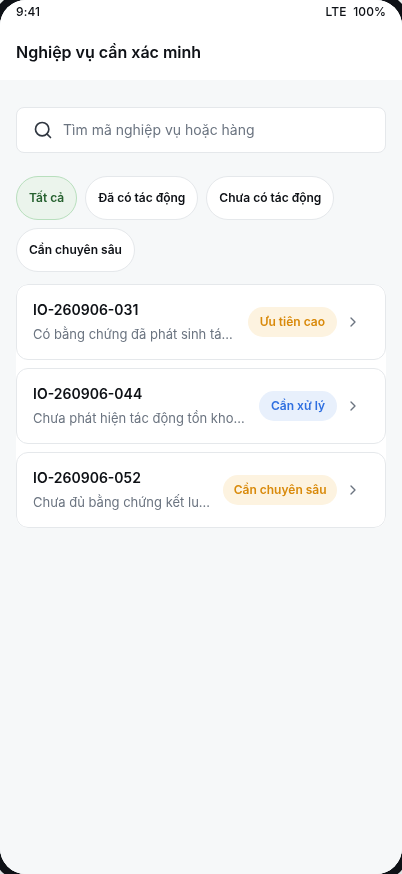 9:41 LTE 100%
Nghiệp vụ cần xác minh
Tìm mã nghiệp vụ hoặc hàng
Tất cả Đã có tác động Chưa có tác động
Cần chuyên sâu
IO-260906-031
Có bằng chứng đã phát sinh tá...
Ưu tiên cao
IO-260906-044
Chưa phát hiện tác động tồn kho...
Cần xử lý
IO-260906-052
Chưa đủ bằng chứng kết lu...
Cần chuyên sâu